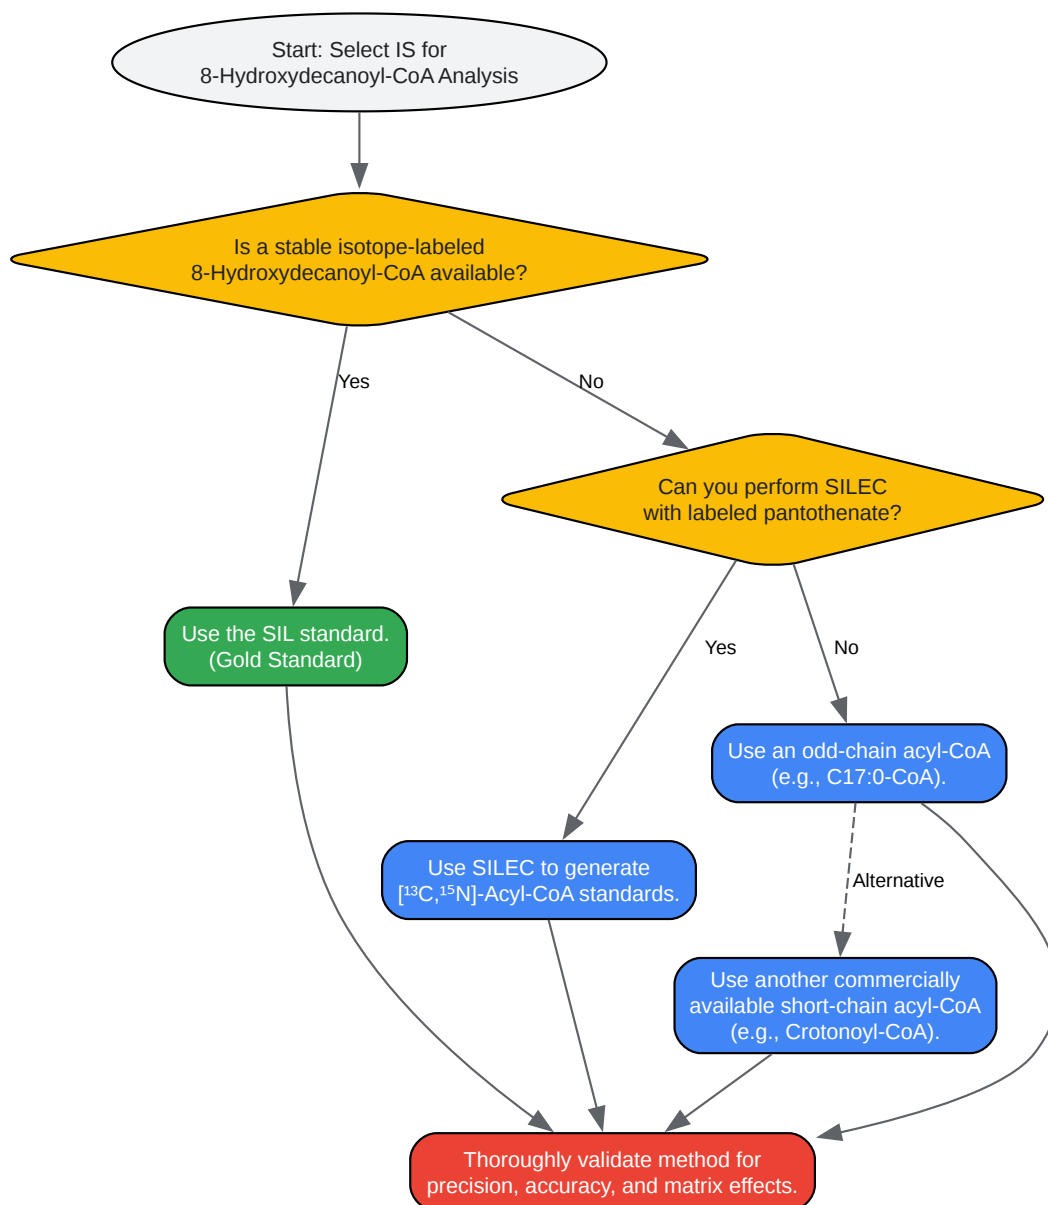 Start: Select IS for
8-Hydroxydecanoyl-CoA Analysis
Is a stable isotope-labeled
8-Hydroxydecanoyl-CoA available?
Yes
No
Can you perform SILEC
with labeled pantothenate?
Use the SIL standard.
(Gold Standard)
Yes
No
Use an odd-chain acyl-CoA
(e.g., C17:0-CoA).
Use SILEC to generate
[¹³C,¹⁵N]-Acyl-CoA standards.
Alternative
Use another commercially
available short-chain acyl-CoA
(e.g., Crotonoyl-CoA).
Thoroughly validate method for
precision, accuracy, and matrix effects.